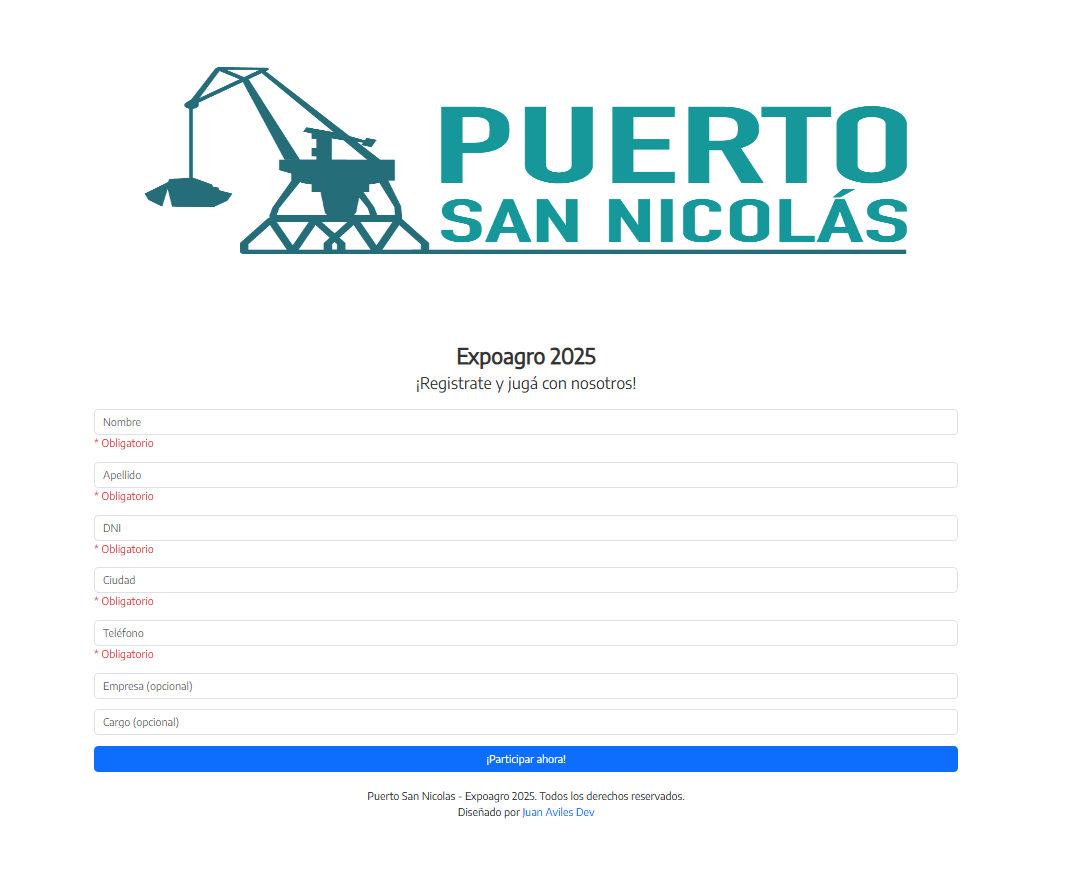 PUERTO
SAN NICOLÁS
Expoagro 2025
¡Registrate y jugá con nosotros!
Nombre
* Obligatorio
Apellido
* Obligatorio
DNI
* Obligatorio
Ciudad
* Obligatorio
Teléfono
* Obligatorio
Empresa (opcional)
Cargo (opcional)
¡Participar ahora!
Puerto San Nicolas - Expoagro 2025. Todos los derechos reservados.
Diseñado por Juan Aviles Dev